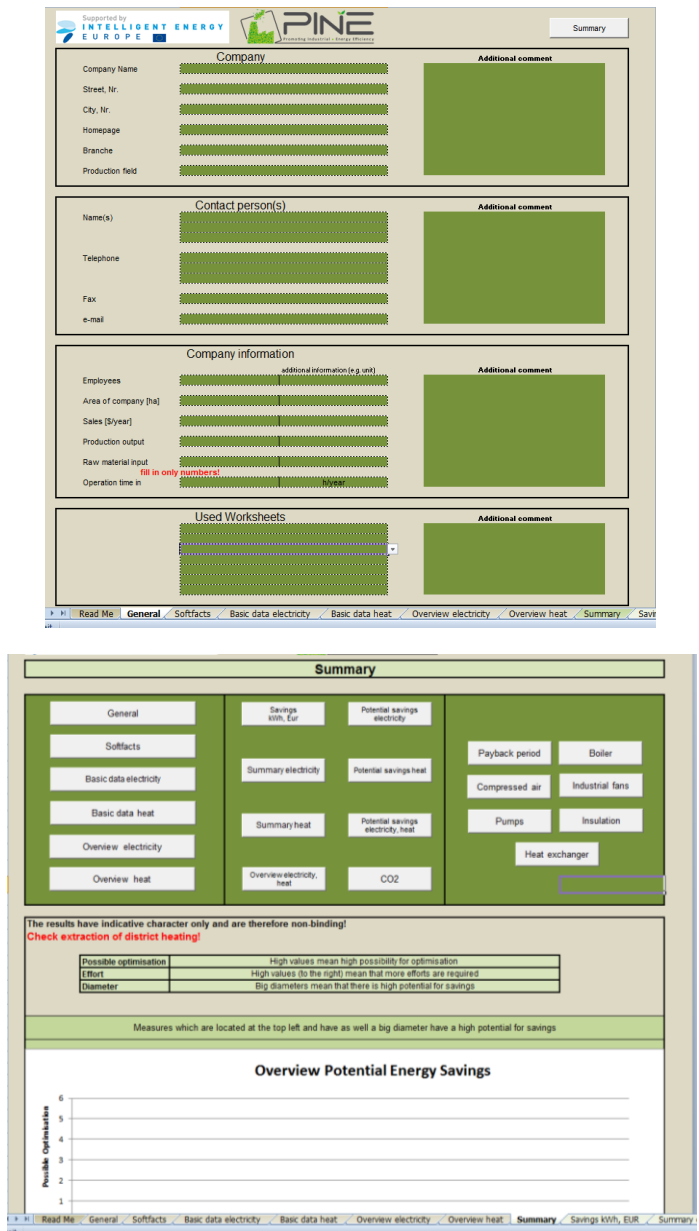 Supported by
INTELLIGENT ENERGY
EUROPE
PINE
Promoting Industrial - Energy Efficiency
Summary
Company
Additional comment
Company Name
Street, Nr.
City, Nr.
Homepage
Branche
Production field
Contact person(s)
Additional comment
Name(s)
Telephone
Fax
e-mail
Company information
additional information (e.g. unit)
Additional comment
Employees
Area of company [ha]
Sales [$/year]
Production output
Raw material input
fill in only numbers!
Operation time in h/year
Used Worksheets
Additional comment
Read Me General Softfacts Basic data electricity Basic data heat Overview electricity Overview heat Summary Savin
Summary
General
Softfacts
Basic data electricity
Basic data heat
Overview electricity
Overview heat
Savings
kWh, Eur
Potential savings
electricity
Summary electricity
Potential savings heat
Summary heat
Potential savings
electricity, heat
Overview electricity,
heat
CO2
Payback period
Boiler
Compressed air
Industrial fans
Pumps
Insulation
Heat exchanger
The results have indicative character only and are therefore non-binding!
Check extraction of district heating!
Possible optimisation High values mean high possibility for optimisation
Effort High values (to the right) mean that more efforts are required
Diameter Big diameters mean that there is high potential for savings
Measures which are located at the top left and have as well a big diameter have a high potential for savings
Overview Potential Energy Savings
Possible Optimisation
6
5
4
3
2
1
Read Me General Softfacts Basic data electricity Basic data heat Overview electricity Overview heat Summary Savings kWh, EUR Summary